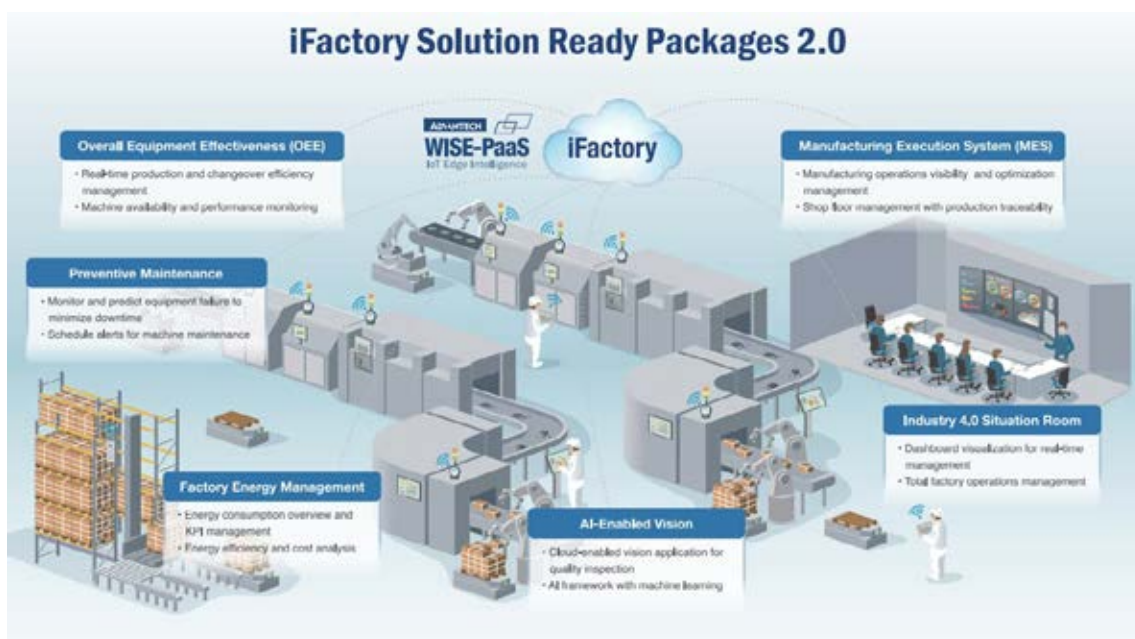 iFactory Solution Ready Packages 2.0
ADVANTECH
WISE-PaaS
IoT Edge Intelligence
iFactory
Overall Equipment Effectiveness (OEE)
• Real-time production and changeover efficiency
management
• Machine availability and performance monitoring
Manufacturing Execution System (MES)
• Manufacturing operations visibility and optimization
management
• Shop floor management with production traceability
Preventive Maintenance
• Monitor and predict equipment failure to
minimize downtime
• Schedule alerts for machine maintenance
Industry 4.0 Situation Room
• Dashboard visualization for real-time
management
• Total factory operations management
Factory Energy Management
• Energy consumption overview and
KPI management
• Energy efficiency and cost analysis
AI-Enabled Vision
• Cloud-enabled vision application for
quality inspection
• AI framework with machine learning